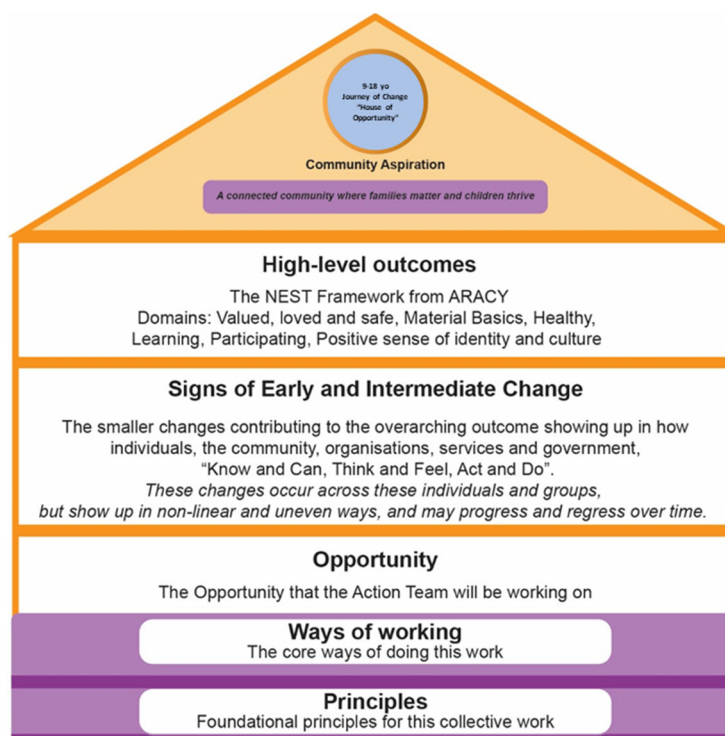 9-18 yo
Journey of Change
"House of
Opportunity"
Community Aspiration
A connected community where families matter and children thrive
High-level outcomes
The NEST Framework from ARACY
Domains: Valued, loved and safe, Material Basics, Healthy,
Learning, Participating, Positive sense of identity and culture
Signs of Early and Intermediate Change
The smaller changes contributing to the overarching outcome showing up in how
individuals, the community, organisations, services and government,
“Know and Can, Think and Feel, Act and Do”.
These changes occur across these individuals and groups,
but show up in non-linear and uneven ways, and may progress and regress over time.
Opportunity
The Opportunity that the Action Team will be working on
Ways of working
The core ways of doing this work
Principles
Foundational principles for this collective work